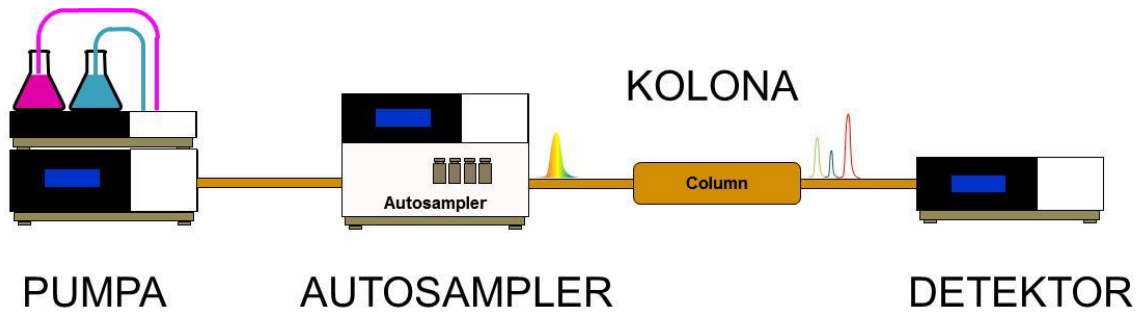 KOLONA
Column
Autosampler
PUMPA
AUTOSAMPLER
DETEKTOR